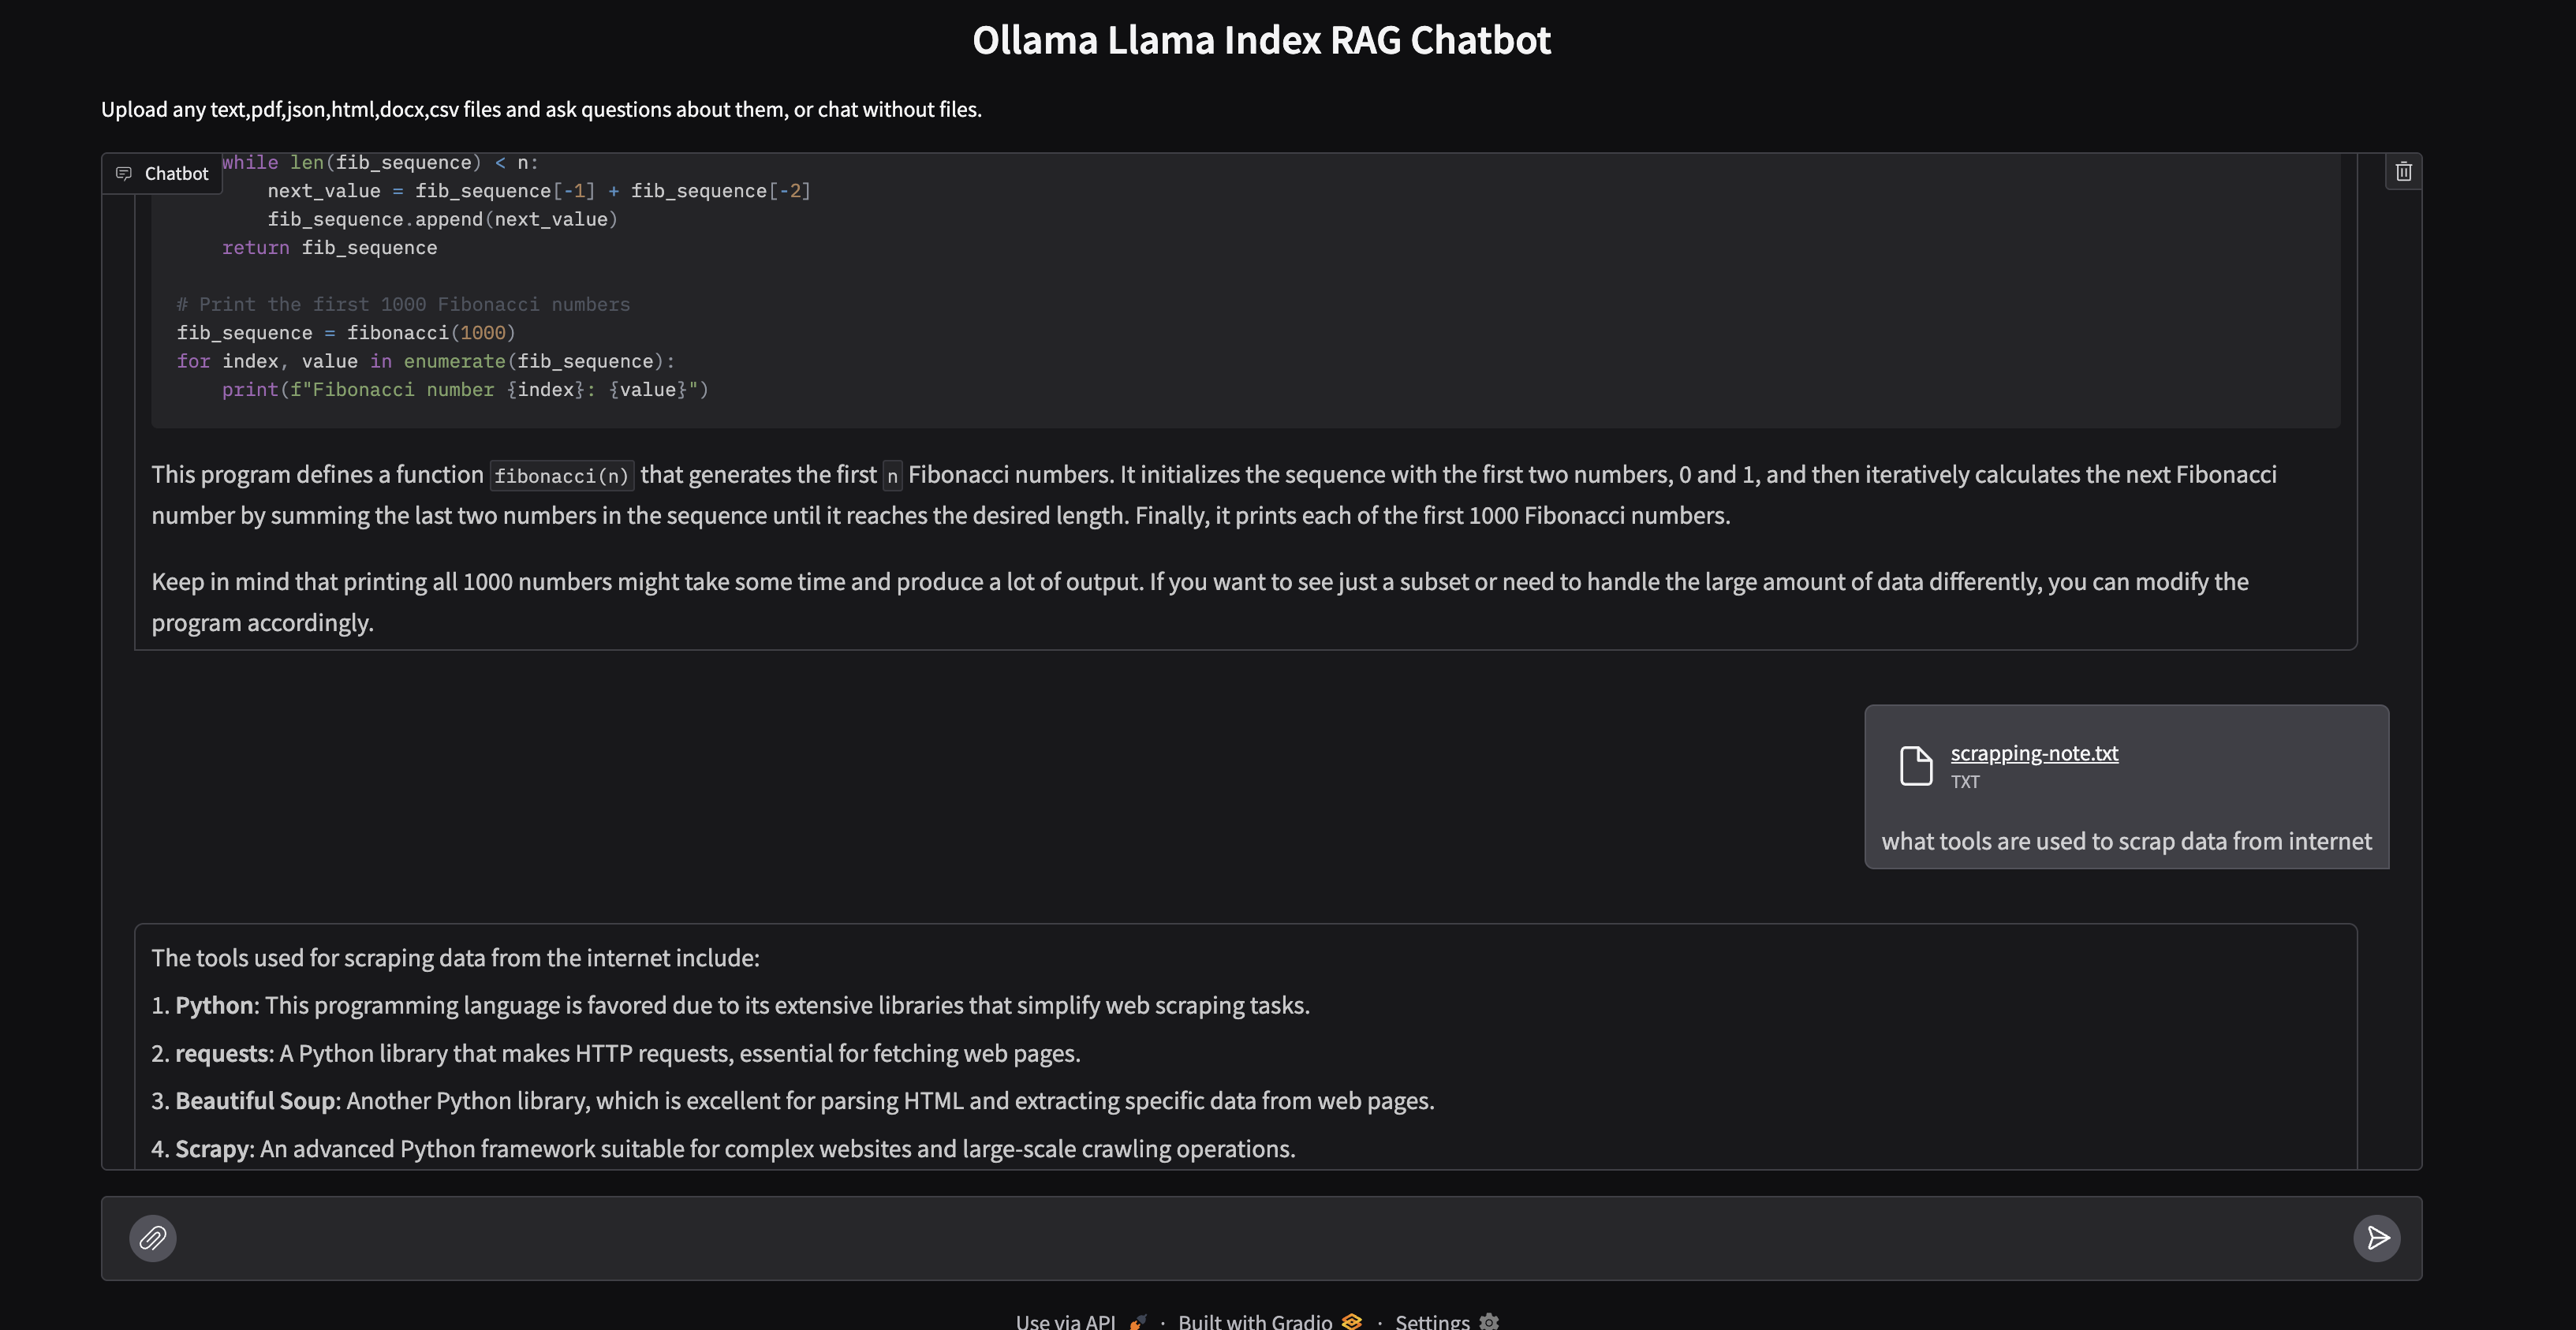 Ollama Llama Index RAG Chatbot
Upload any text,pdf,json,html,docx,csv files and ask questions about them, or chat without files.
Chatbot
while len(fib_sequence) < n:
next_value = fib_sequence[-1] + fib_sequence[-2]
fib_sequence.append(next_value)
return fib_sequence
# Print the first 1000 Fibonacci numbers
fib_sequence = fibonacci(1000)
for index, value in enumerate(fib_sequence):
print(f"Fibonacci number {index}: {value}")
This program defines a function fibonacci(n) that generates the first n Fibonacci numbers. It initializes the sequence with the first two numbers, 0 and 1, and then iteratively calculates the next Fibonacci
number by summing the last two numbers in the sequence until it reaches the desired length. Finally, it prints each of the first 1000 Fibonacci numbers.
Keep in mind that printing all 1000 numbers might take some time and produce a lot of output. If you want to see just a subset or need to handle the large amount of data differently, you can modify the
program accordingly.
scrapping-note.txt
TXT
what tools are used to scrap data from internet
The tools used for scraping data from the internet include:
1. Python: This programming language is favored due to its extensive libraries that simplify web scraping tasks.
2. requests: A Python library that makes HTTP requests, essential for fetching web pages.
3. Beautiful Soup: Another Python library, which is excellent for parsing HTML and extracting specific data from web pages.
4. Scrapy: An advanced Python framework suitable for complex websites and large-scale crawling operations.
Use via API · Built with Gradio · Settings